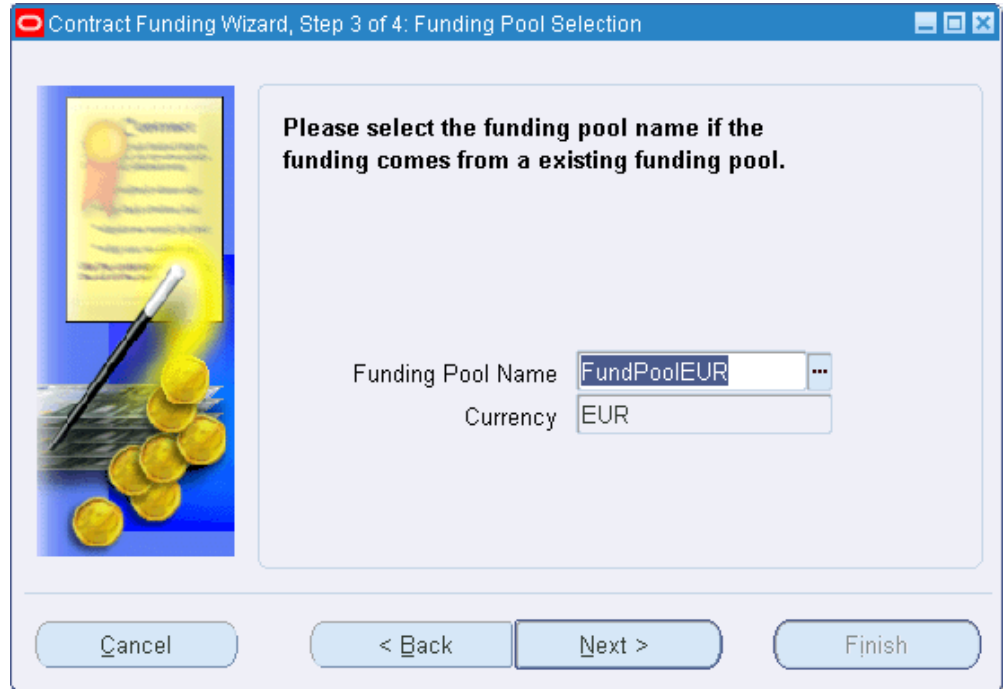 Contract Funding Wizard, Step 3 of 4: Funding Pool Selection
Please select the funding pool name if the
funding comes from a existing funding pool.
Funding Pool Name FundPoolEUR ...
Currency EUR
Cancel < Back Next > Finish